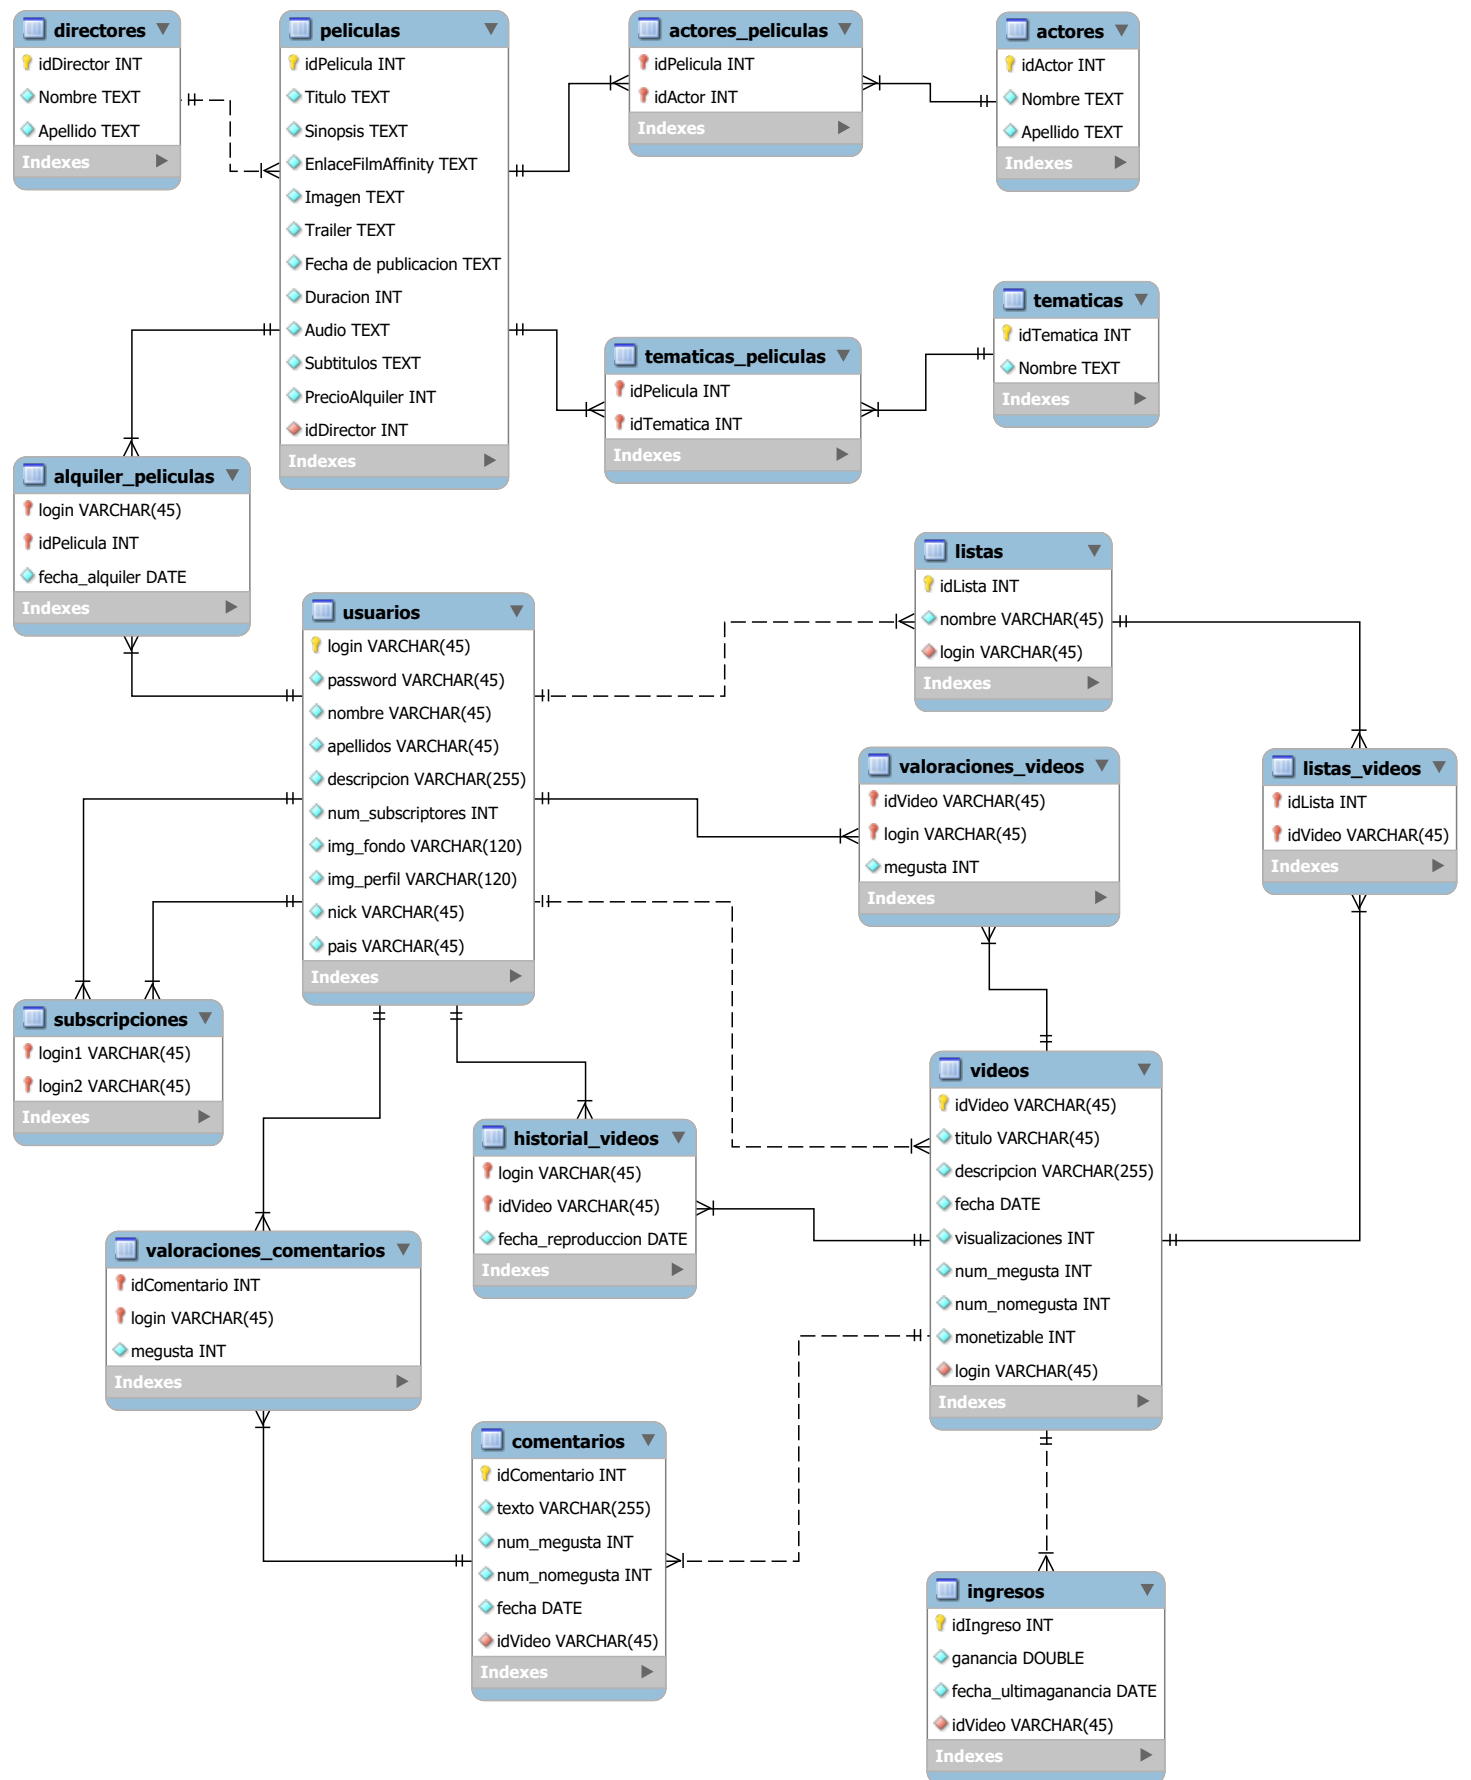 directores
idDirector INT
Nombre TEXT
Apellido TEXT
Indexes
peliculas
idPelicula INT
Titulo TEXT
Sinopsis TEXT
EnlaceFilmAffinity TEXT
Imagen TEXT
Trailer TEXT
Fecha de publicacion TEXT
Duracion INT
Audio TEXT
Subtitulos TEXT
PrecioAlquiler INT
idDirector INT
Indexes
actores_peliculas
idPelicula INT
idActor INT
Indexes
actores
idActor INT
Nombre TEXT
Apellido TEXT
Indexes
tematicas
idTematica INT
Nombre TEXT
Indexes
tematicas_peliculas
idPelicula INT
idTematica INT
Indexes
alquiler_peliculas
login VARCHAR(45)
idPelicula INT
fecha_alquiler DATE
Indexes
usuarios
login VARCHAR(45)
password VARCHAR(45)
nombre VARCHAR(45)
apellidos VARCHAR(45)
descripcion VARCHAR(255)
num_subscriptores INT
img_fondo VARCHAR(120)
img_perfil VARCHAR(120)
nick VARCHAR(45)
pais VARCHAR(45)
Indexes
listas
idLista INT
nombre VARCHAR(45)
login VARCHAR(45)
Indexes
valoraciones_videos
idVideo VARCHAR(45)
login VARCHAR(45)
megusta INT
Indexes
listas_videos
idLista INT
idVideo VARCHAR(45)
Indexes
subscripciones
login1 VARCHAR(45)
login2 VARCHAR(45)
Indexes
historial_videos
login VARCHAR(45)
idVideo VARCHAR(45)
fecha_reproduccion DATE
Indexes
videos
idVideo VARCHAR(45)
titulo VARCHAR(45)
descripcion VARCHAR(255)
fecha DATE
visualizaciones INT
num_megusta INT
num_nomegusta INT
monetizable INT
login VARCHAR(45)
Indexes
valoraciones_comentarios
idComentario INT
login VARCHAR(45)
megusta INT
Indexes
comentarios
idComentario INT
texto VARCHAR(255)
num_megusta INT
num_nomegusta INT
fecha DATE
idVideo VARCHAR(45)
Indexes
ingresos
idIngreso INT
ganancia DOUBLE
fecha_ultimaganancia DATE
idVideo VARCHAR(45)
Indexes